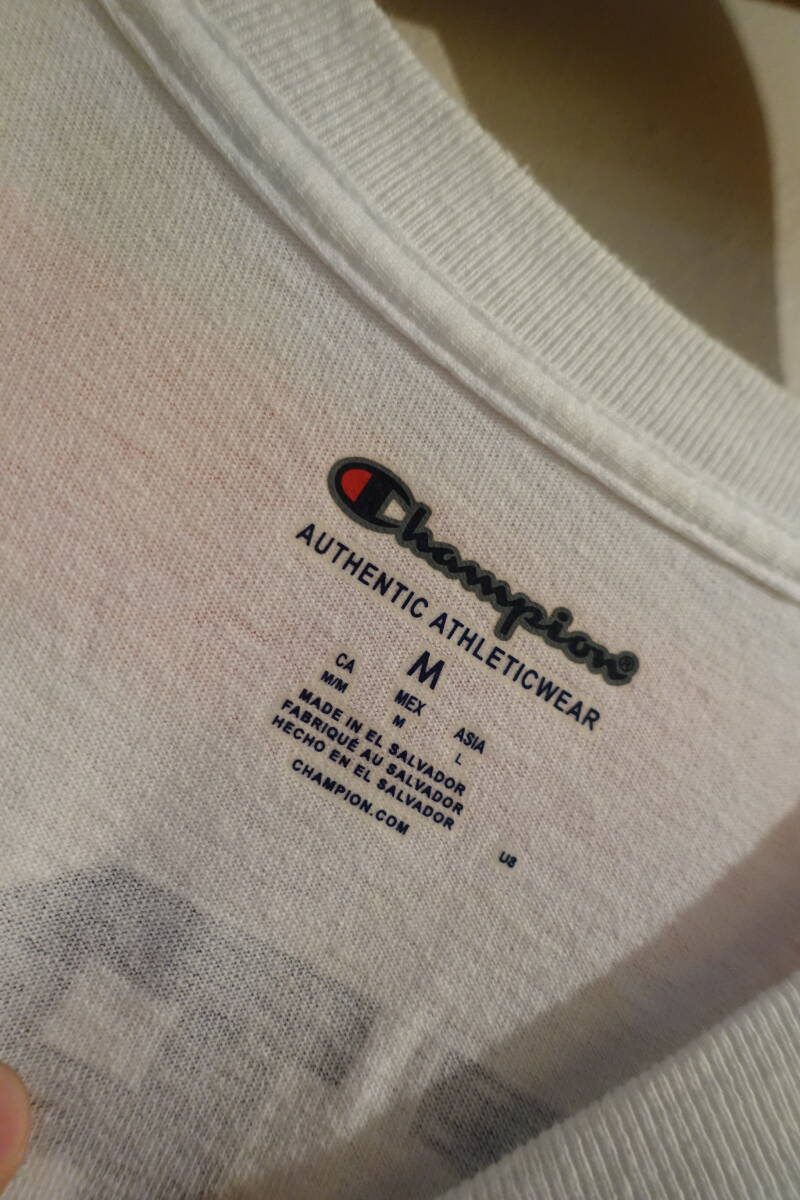 Champion®
AUTHENTIC ATHLETICWEAR
M
CA MEX ASIA
M/M M L
MADE IN EL SALVADOR
FABRIQUÉ AU SALVADOR
HECHO EN EL SALVADOR
CHAMPION.COM
U8